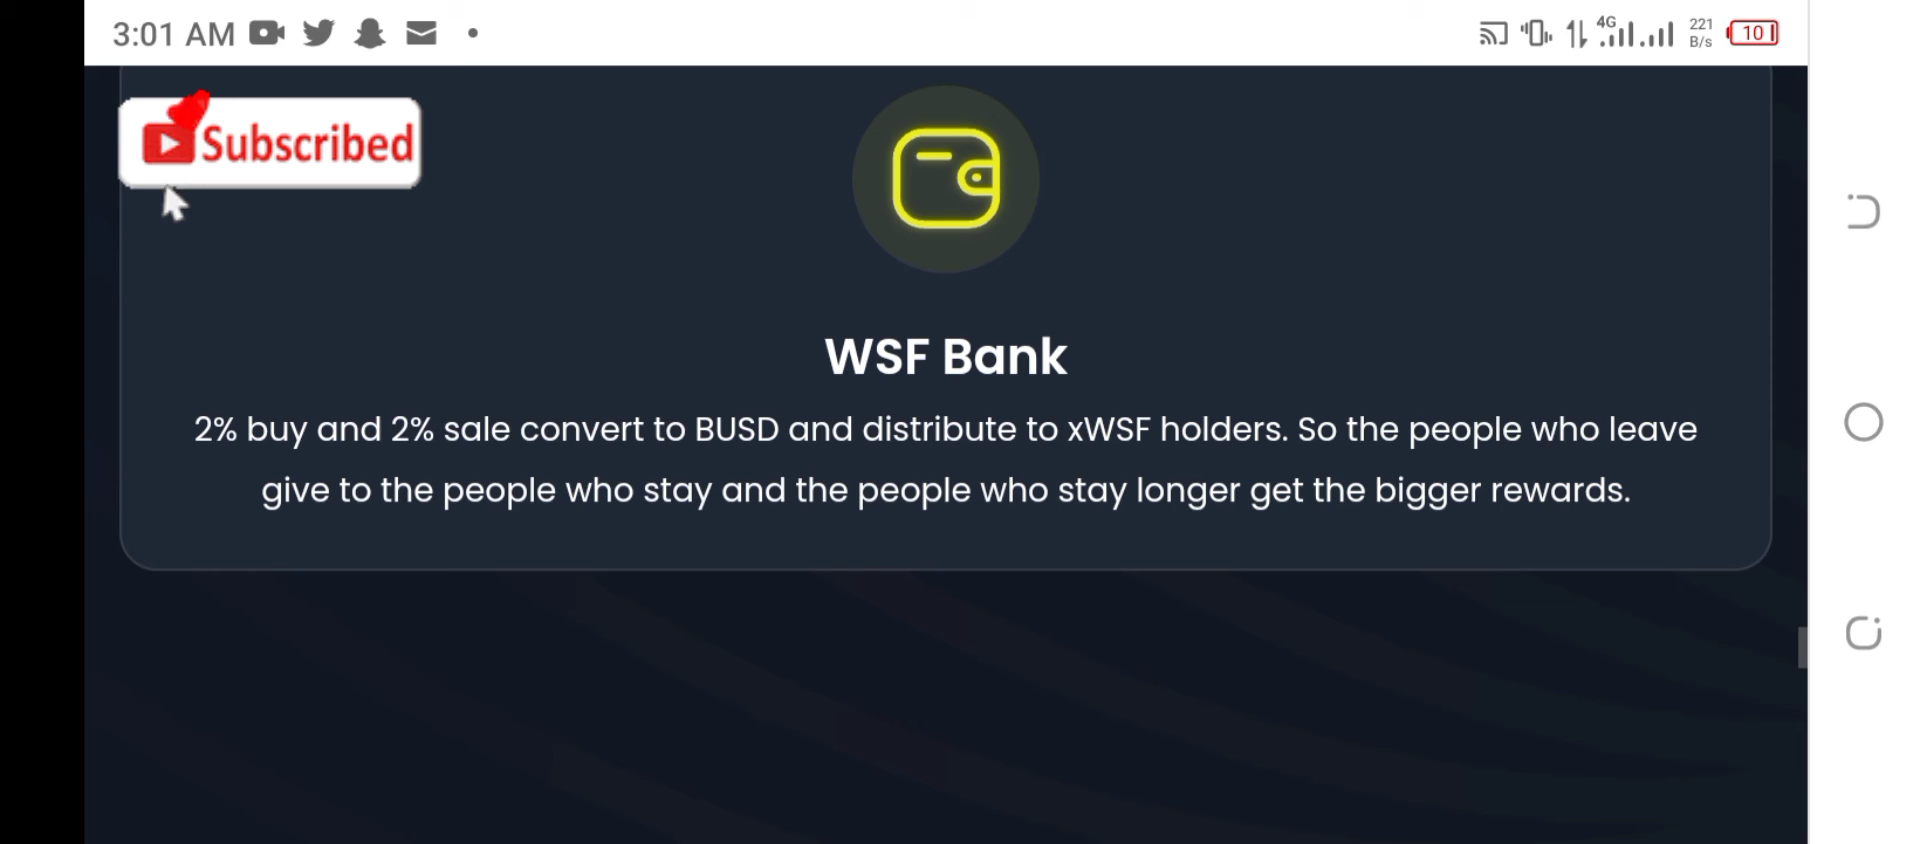 3:01 AM
4G
221
B/s
10
Subscribed
WSF Bank
2% buy and 2% sale convert to BUSD and distribute to xWSF holders. So the people who leave
give to the people who stay and the people who stay longer get the bigger rewards.